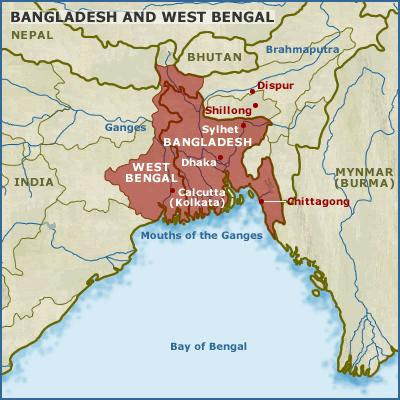 BANGLADESH AND WEST BENGAL
NEPAL
BHUTAN
Brahmaputra
Dispur
Shillong
Ganges
Sylhet
BANGLADESH
Dhaka
WEST
BENGAL
INDIA
MYNMAR
(BURMA)
Calcutta
(Kolkata)
Chittagong
Mouths of the Ganges
Bay of Bengal